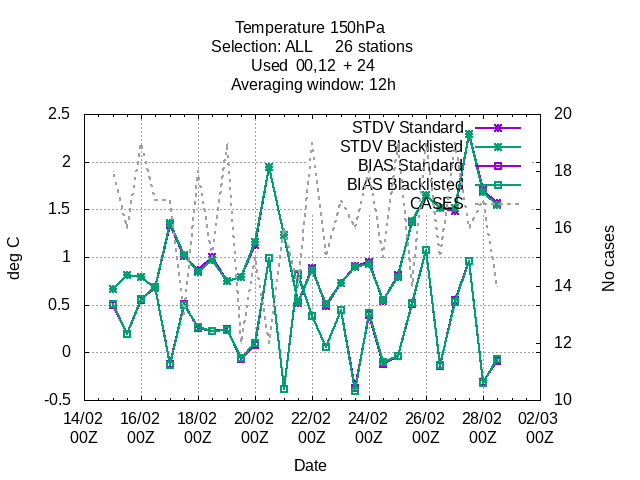 Temperature 150hPa
Selection: ALL 26 stations
Used 00,12 + 24
Averaging window: 12h
2.5
2
1.5
1
0.5
0
-0.5
deg C
20
18
16
14
12
10
No cases
STDV Standard
STDV Blacklisted
BIAS Standard
BIAS Blacklisted
CASES
14/02 16/02 18/02 20/02 22/02 24/02 26/02 28/02 02/03
00Z 00Z 00Z 00Z 00Z 00Z 00Z 00Z 00Z
Date